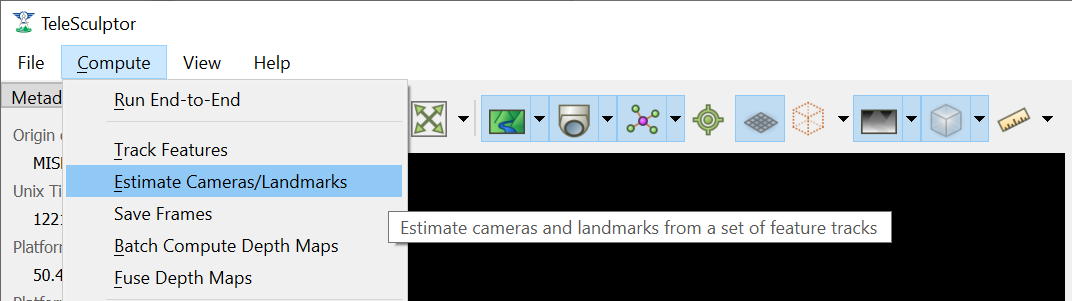 TeleSculptor
File Compute View Help
Metad
Run End-to-End
Origin
Track Features
Estimate Cameras/Landmarks
Unix Ti
Save Frames
1221
Estimate cameras and landmarks from a set of feature tracks
Platfor
Batch Compute Depth Maps
50.4
Fuse Depth Maps